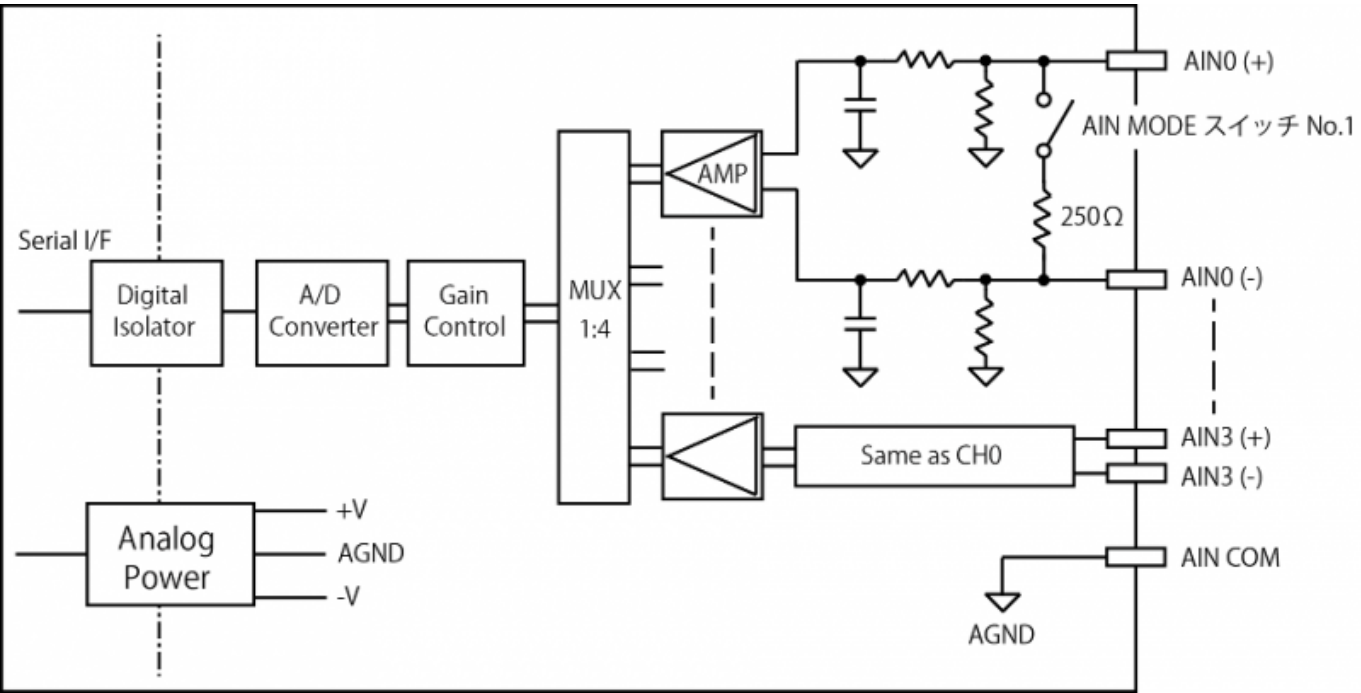 AIN0 (+)
AIN MODE スイッチ No.1
AMP
250Ω
Serial I/F
Digital
Isolator
A/D
Converter
Gain
Control
MUX
1:4
AIN0 (-)
AIN3 (+)
Same as CH0
AIN3 (-)
+V
Analog
Power
AGND
-V
AIN COM
AGND